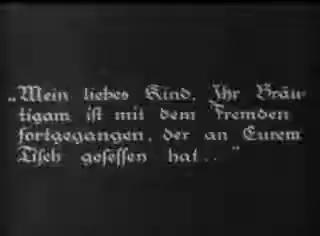 „Mein liebes Kind, Ihr Bräu-
tigam ist mit dem Fremden
fortgegangen, der an Eurem
Tisch gesessen hat..."